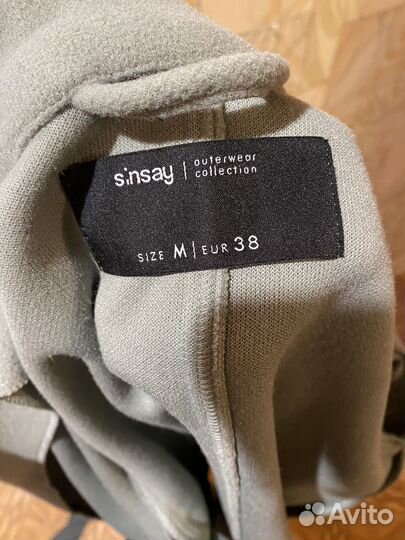 sinsay | outerwear
collection
SIZE M | EUR 38
Avito